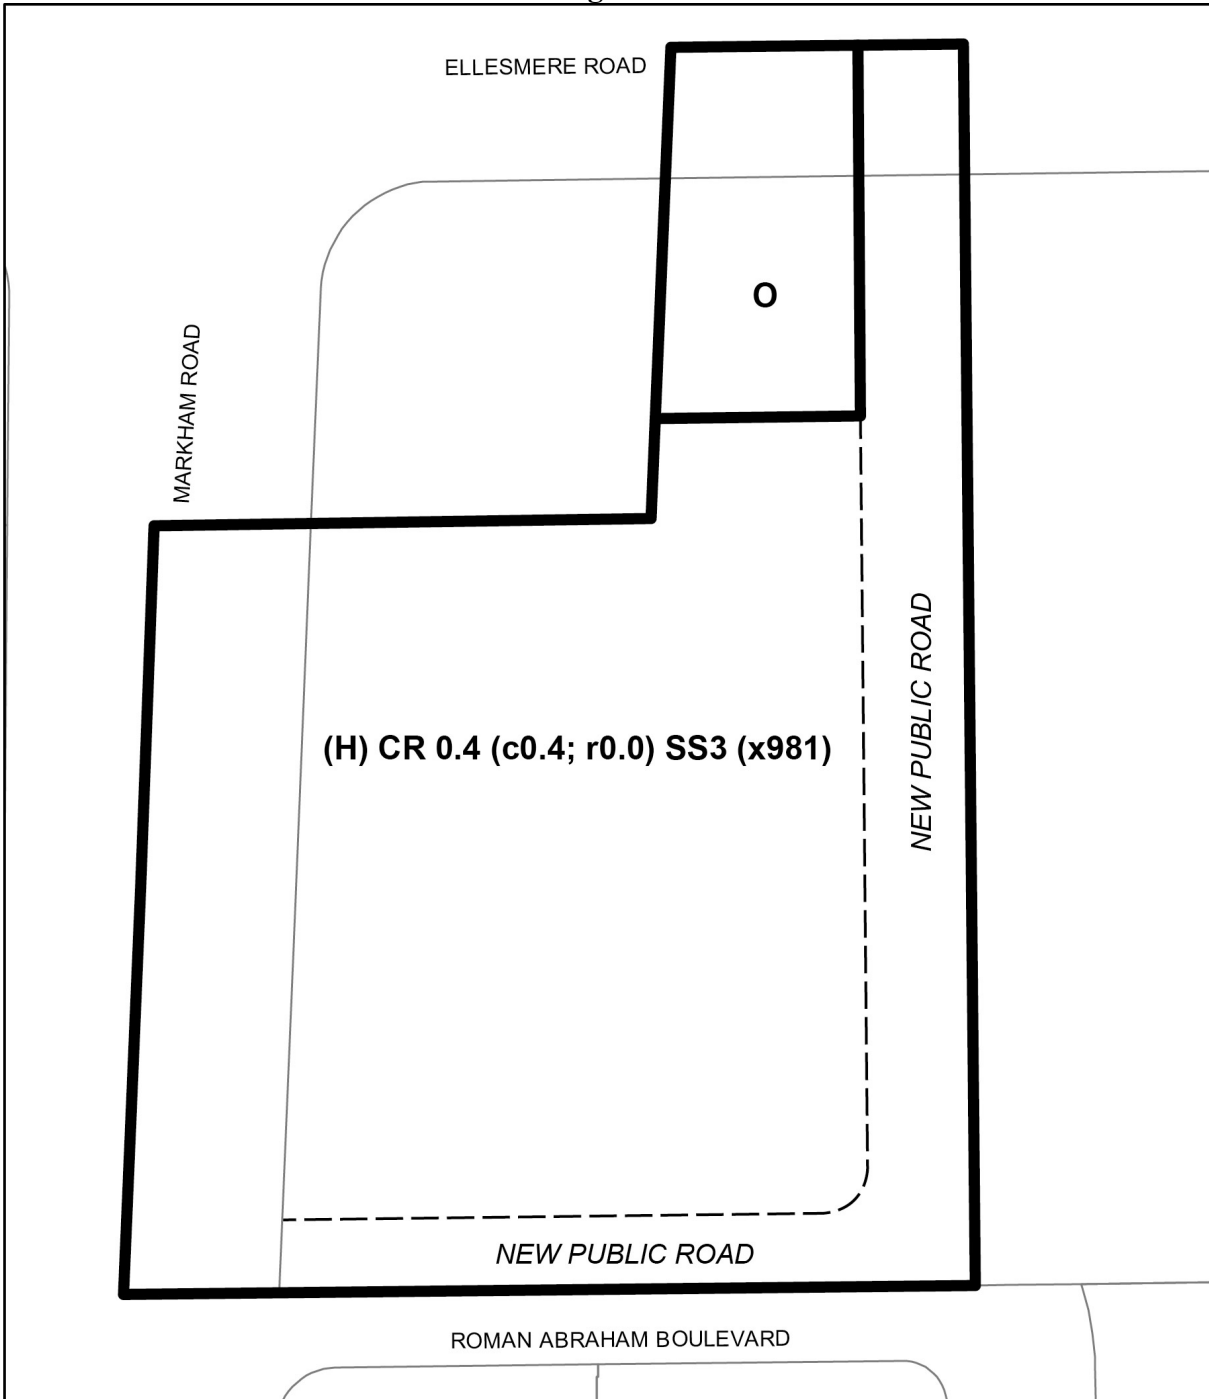 ELLESMERE ROAD
O
MARKHAM ROAD
(H) CR 0.4 (c0.4; r0.0) SS3 (x981)
NEW PUBLIC ROAD
NEW PUBLIC ROAD
ROMAN ABRAHAM BOULEVARD